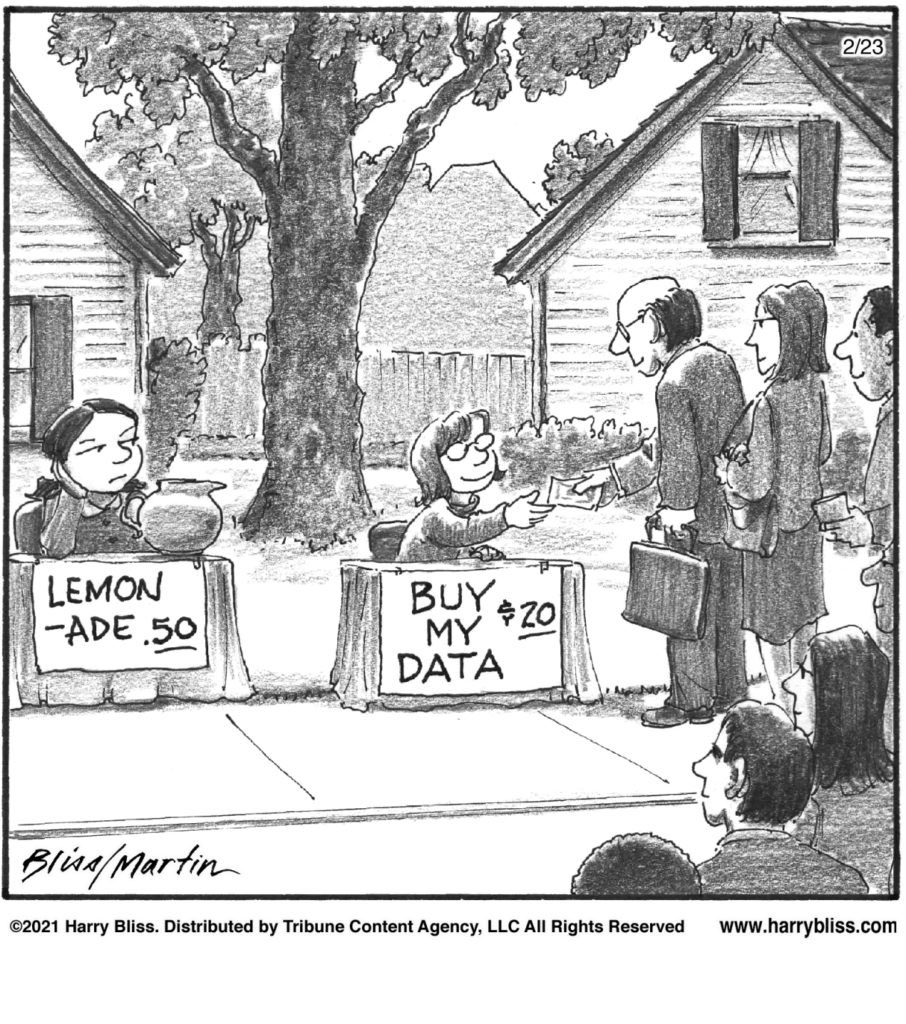 2/23
LEMON
-ADE .50
BUY
MY $20
DATA
Bliss/Martin
©2021 Harry Bliss. Distributed by Tribune Content Agency, LLC All Rights Reserved www.harrybliss.com